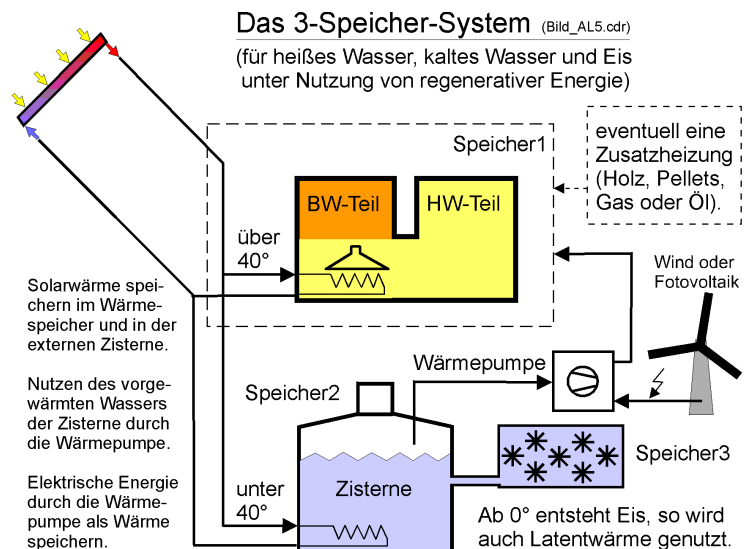 Das 3-Speicher-System (Bild_AL5.cdr)
(für heißes Wasser, kaltes Wasser und Eis
unter Nutzung von regenerativer Energie)
Speicher1
eventuell eine
Zusatzheizung
(Holz, Pellets,
Gas oder Öl).
BW-Teil
HW-Teil
über
40°
Wind oder
Fotovoltaik
Solarwärme spei-
chern im Wärme-
speicher und in der
externen Zisterne.
Wärmepumpe
Nutzen des vorge-
wärmten Wassers
der Zisterne durch
die Wärmepumpe.
Speicher2
Speicher3
Elektrische Energie
durch die Wärme-
pumpe als Wärme
speichern.
unter
40°
Zisterne
Ab 0° entsteht Eis, so wird
auch Latentwärme genutzt.